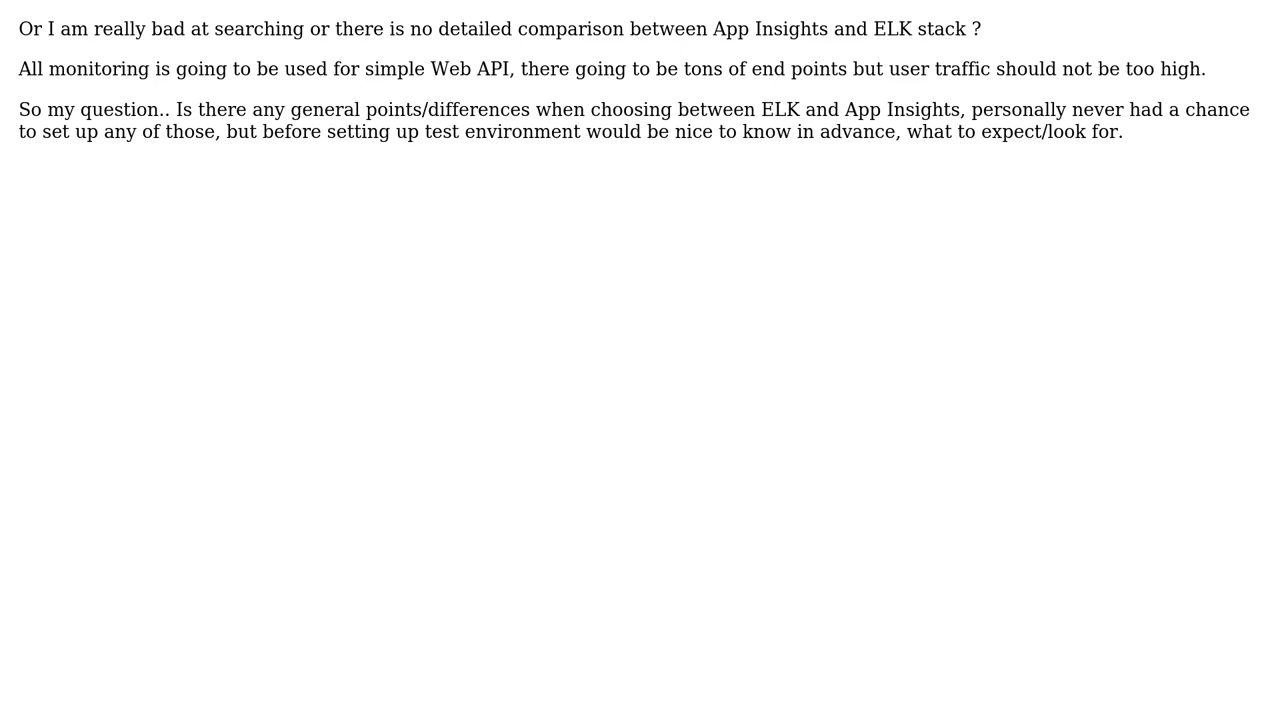 Or I am really bad at searching or there is no detailed comparison between App Insights and ELK stack ?
All monitoring is going to be used for simple Web API, there going to be tons of end points but user traffic should not be too high.
So my question.. Is there any general points/differences when choosing between ELK and App Insights, personally never had a chance
to set up any of those, but before setting up test environment would be nice to know in advance, what to expect/look for.